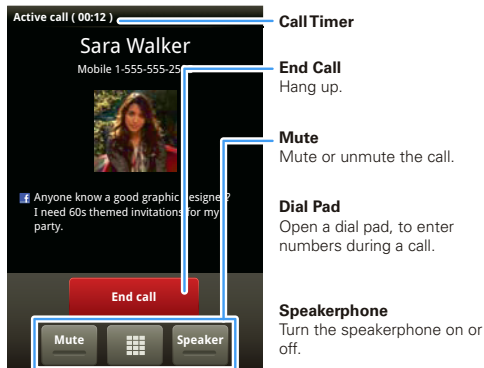 Active call ( 00:12 )
Sara Walker
Mobile 1-555-555-2
Anyone know a good graphic designer?
I need 60s themed invitations for my
party.
End call
Mute
Speaker
Call Timer
End Call
Hang up.
Mute
Mute or unmute the call.
Dial Pad
Open a dial pad, to enter
numbers during a call.
Speakerphone
Turn the speakerphone on or
off.